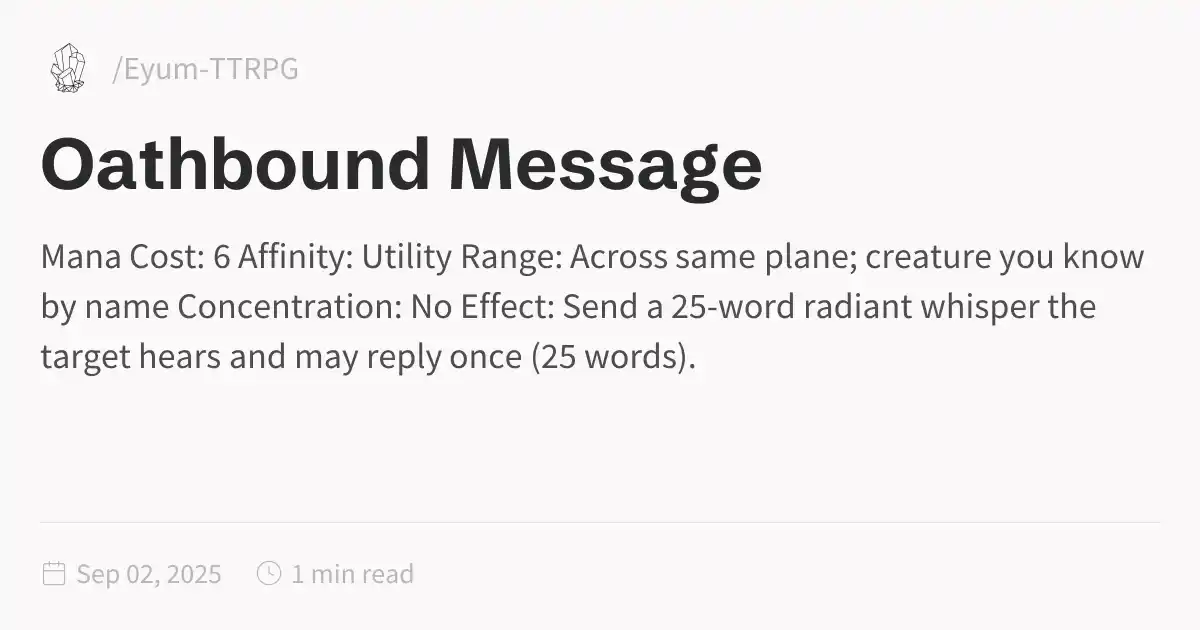 /Eyum-TTRPG
Oathbound Message
Mana Cost: 6 Affinity: Utility Range: Across same plane; creature you know
by name Concentration: No Effect: Send a 25-word radiant whisper the
target hears and may reply once (25 words).
Sep 02, 2025 1 min read